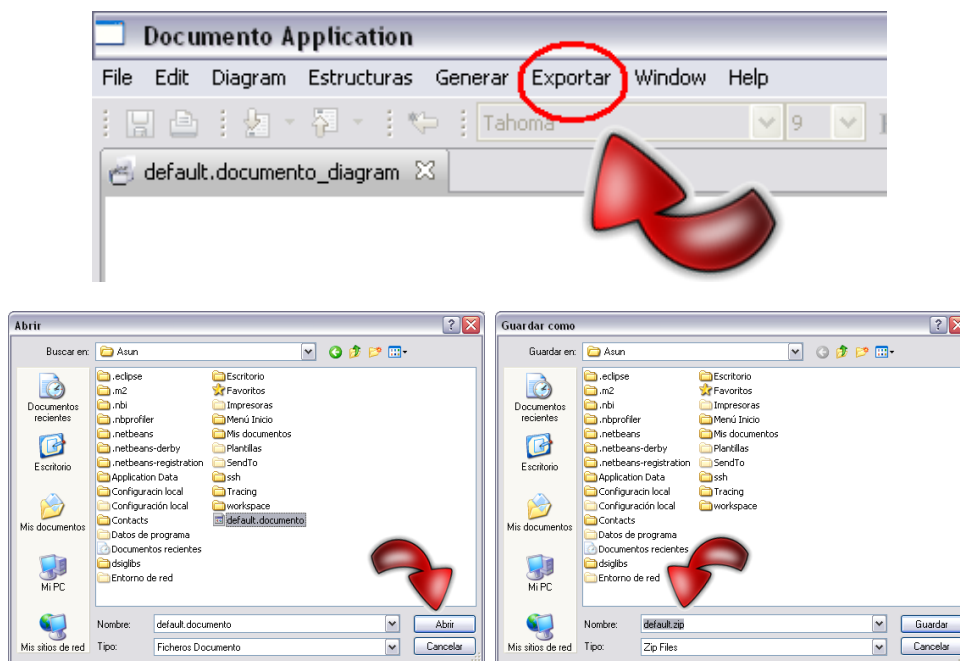 Documento Application
File Edit Diagram Estructuras Generar Exportar Window Help
Tahoma 9
default.documento_diagram
Abrir
Buscar en: Asun
Documentos recientes
Escritorio
Mis documentos
Mi PC
Mis sitios de red
.eclipse
.m2
.nbi
.nbprofiler
.netbeans
.netbeans-derby
.netbeans-registration
Application Data
Configuracin local
Configuración local
Contacts
Datos de programa
Documentos recientes
dsiglibs
Entorno de red
Escritorio
Favoritos
Impresoras
Menú Inicio
Mis documentos
Plantillas
SendTo
ssh
Tracing
workspace
default.documento
Nombre: default.documento Abrir
Tipo: Ficheros Documento Cancelar
Guardar como
Guardar en: Asun
Documentos recientes
Escritorio
Mis documentos
Mi PC
Mis sitios de red
.eclipse
.m2
.nbi
.nbprofiler
.netbeans
.netbeans-derby
.netbeans-registration
Application Data
Configuracin local
Configuración local
Contacts
Datos de programa
Documentos recientes
dsiglibs
Entorno de red
Escritorio
Favoritos
Impresoras
Menú Inicio
Mis documentos
Plantillas
SendTo
ssh
Tracing
workspace
Nombre: default.zip Guardar
Tipo: Zip Files Cancelar